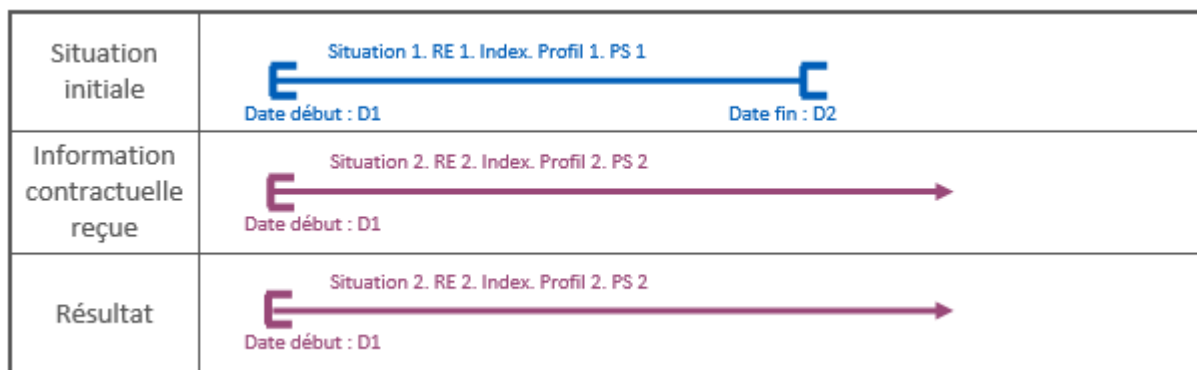 Situation
initiale
Situation 1. RE 1. Index. Profil 1. PS 1
Date début : D1
Date fin : D2
Information
contractuelle
reçue
Situation 2. RE 2. Index. Profil 2. PS 2
Date début : D1
Résultat
Situation 2. RE 2. Index. Profil 2. PS 2
Date début : D1